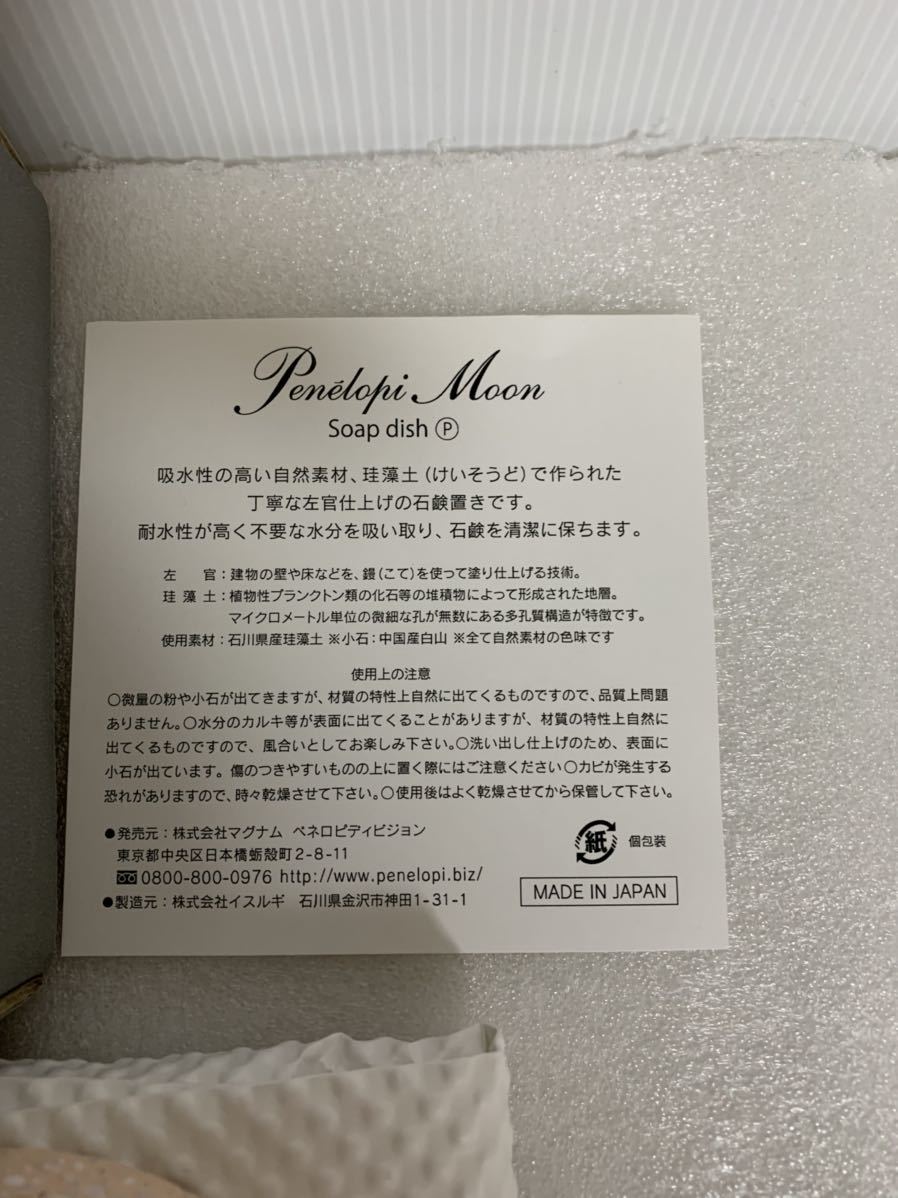 Penélopi Moon
Soap dish Ⓟ
吸水性の高い自然素材、珪藻土(けいそうど)で作られた
丁寧な左官仕上げの石鹸置きです。
耐水性が高く不要な水分を吸い取り、石鹸を清潔に保ちます。
左　官：建物の壁や床などを、鏝(こて)を使って塗り仕上げる技術。
珪藻土：植物性プランクトン類の化石等の堆積物によって形成された地層。
マイクロメートル単位の微細な孔が無数にある多孔質構造が特徴です。
使用素材：石川県産珪藻土 ※小石：中国産白山 ※全て自然素材の色味です
使用上の注意
○微量の粉や小石が出てきますが、材質の特性上自然に出てくるものですので、品質上問題
ありません。○水分のカルキ等が表面に出てくることがありますが、材質の特性上自然に
出てくるものですので、風合いとしてお楽しみ下さい。○洗い出し仕上げのため、表面に
小石が出ています。傷のつきやすいものの上に置く際にはご注意ください○カビが発生する
恐れがありますので、時々乾燥させて下さい。○使用後はよく乾燥させてから保管して下さい。
●発売元：株式会社マグナム ペネロピディビジョン
東京都中央区日本橋蛎殻町2-8-11
0800-800-0976 http://www.penelopi.biz/
●製造元：株式会社イスルギ 石川県金沢市神田1-31-1
紙 個包装
MADE IN JAPAN